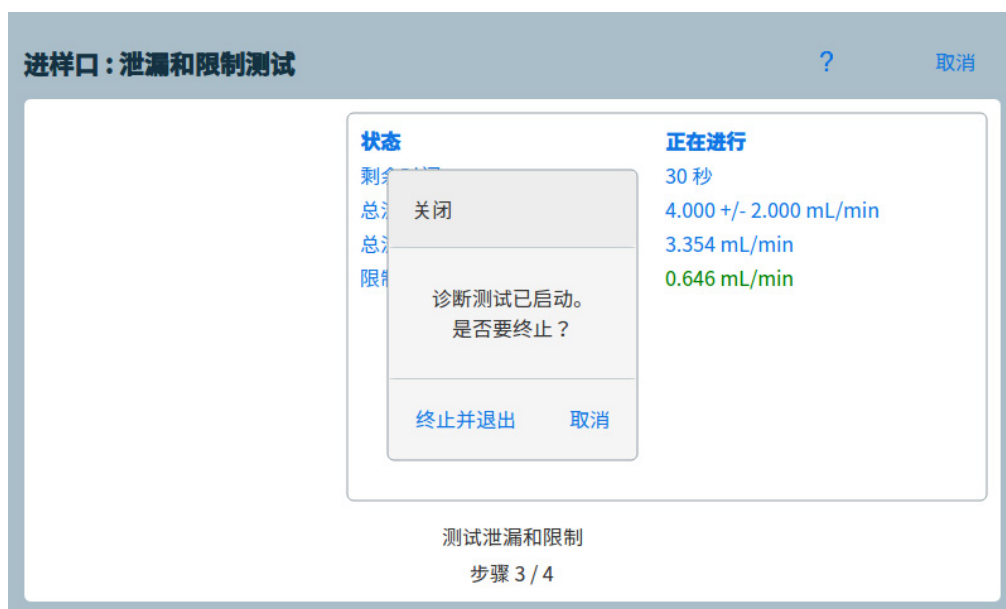 进样口 : 泄漏和限制测试 ? 取消
状态 正在进行
30 秒
4.000 +/- 2.000 mL/min
3.354 mL/min
0.646 mL/min
关闭
诊断测试已启动。
是否要终止？
终止并退出 取消
测试泄漏和限制
步骤 3 / 4